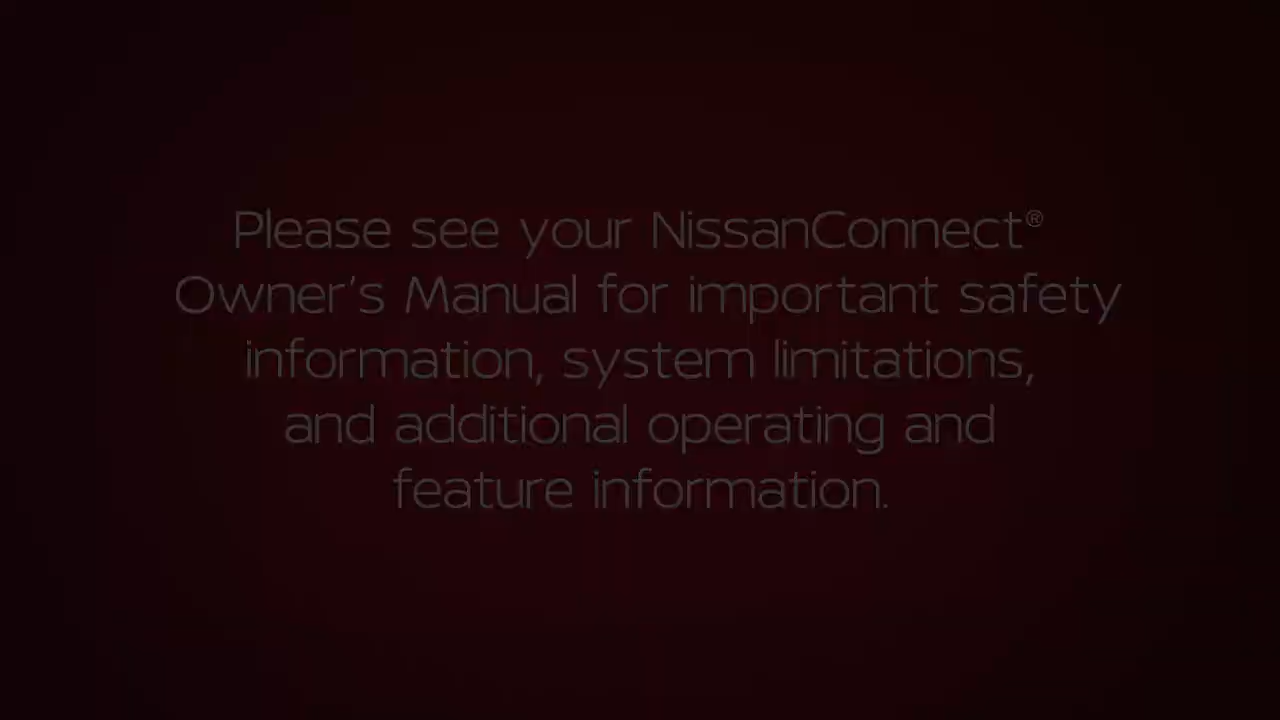 Please see your NissanConnect®
Owner's Manual for important safety
information, system limitations,
and additional operating and
feature information.